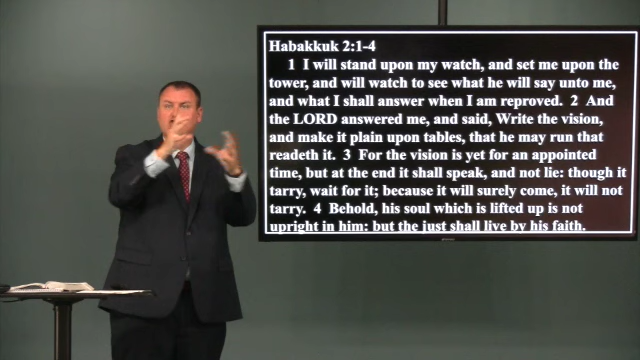 Habakkuk 2:1-4
1 I will stand upon my watch, and set me upon the
tower, and will watch to see what he will say unto me,
and what I shall answer when I am reproved. 2 And
the LORD answered me, and said, Write the vision,
and make it plain upon tables, that he may run that
readeth it. 3 For the vision is yet for an appointed
time, but at the end it shall speak, and not lie: though it
tarry, wait for it; because it will surely come, it will not
tarry. 4 Behold, his soul which is lifted up is not
upright in him: but the just shall live by his faith.